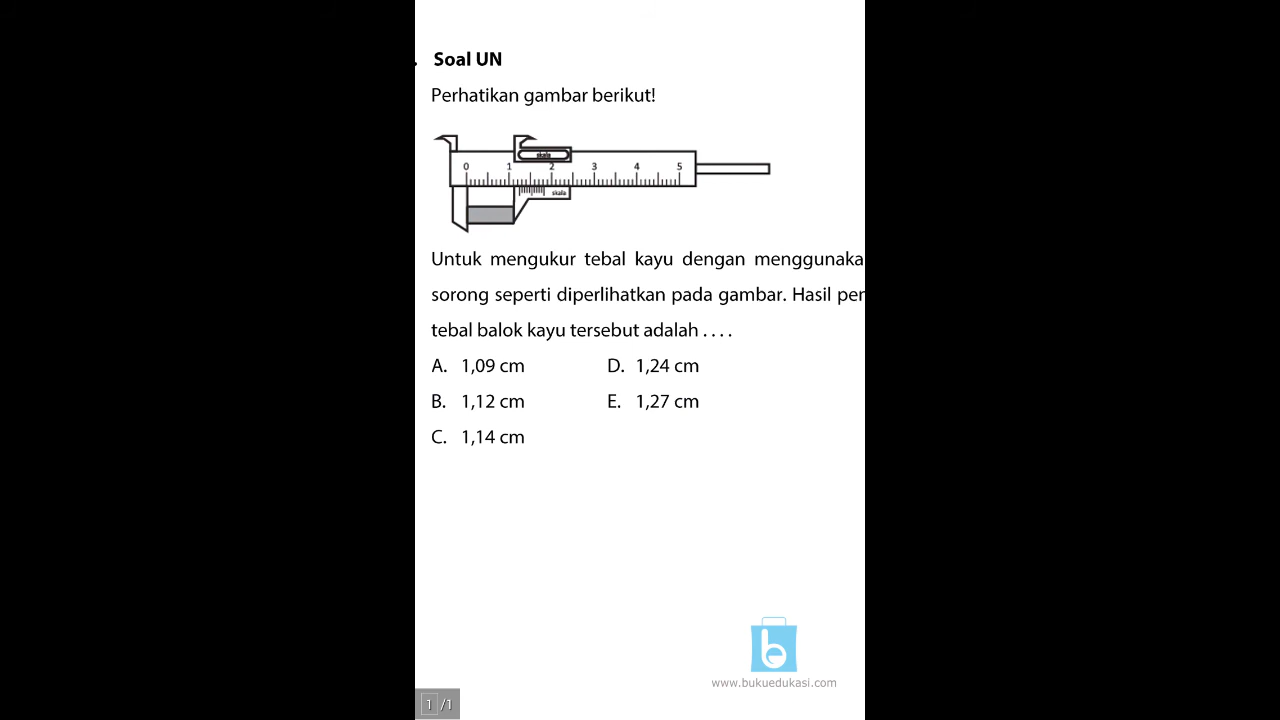 . Soal UN
Perhatikan gambar berikut!
skala
0 1 2 3 4 5
skala
Untuk mengukur tebal kayu dengan menggunaka
sorong seperti diperlihatkan pada gambar. Hasil per
tebal balok kayu tersebut adalah . . . .
A. 1,09 cm D. 1,24 cm
B. 1,12 cm E. 1,27 cm
C. 1,14 cm
b
www.bukuedukasi.com
1 /1